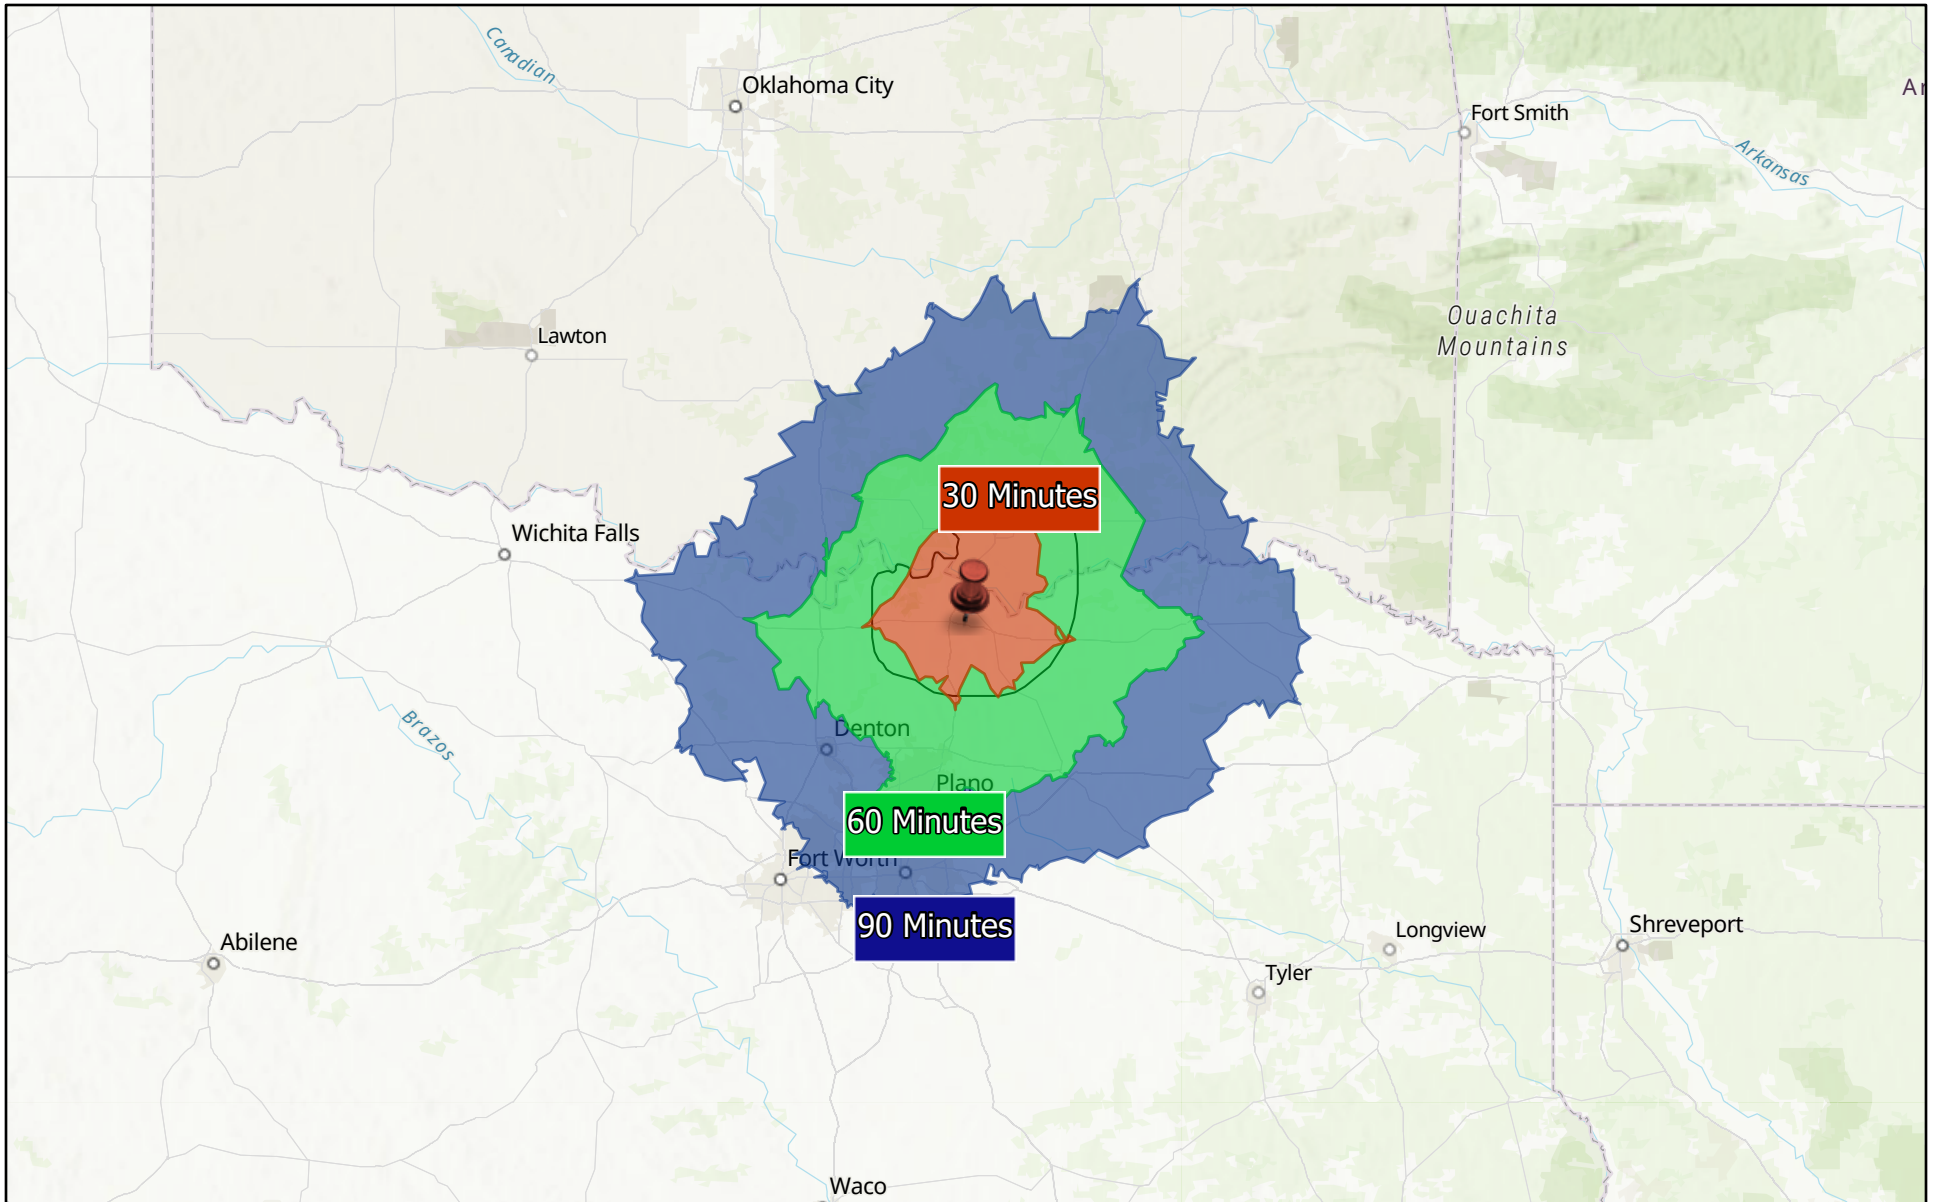 Canadian
Oklahoma City
Ar
Fort Smith
Arkansas
Lawton
Ouachita
Mountains
30 Minutes
Wichita Falls
Brazos
Denton
Plano
60 Minutes
Fort Worth
90 Minutes
Abilene
Longview
Shreveport
Tyler
Waco